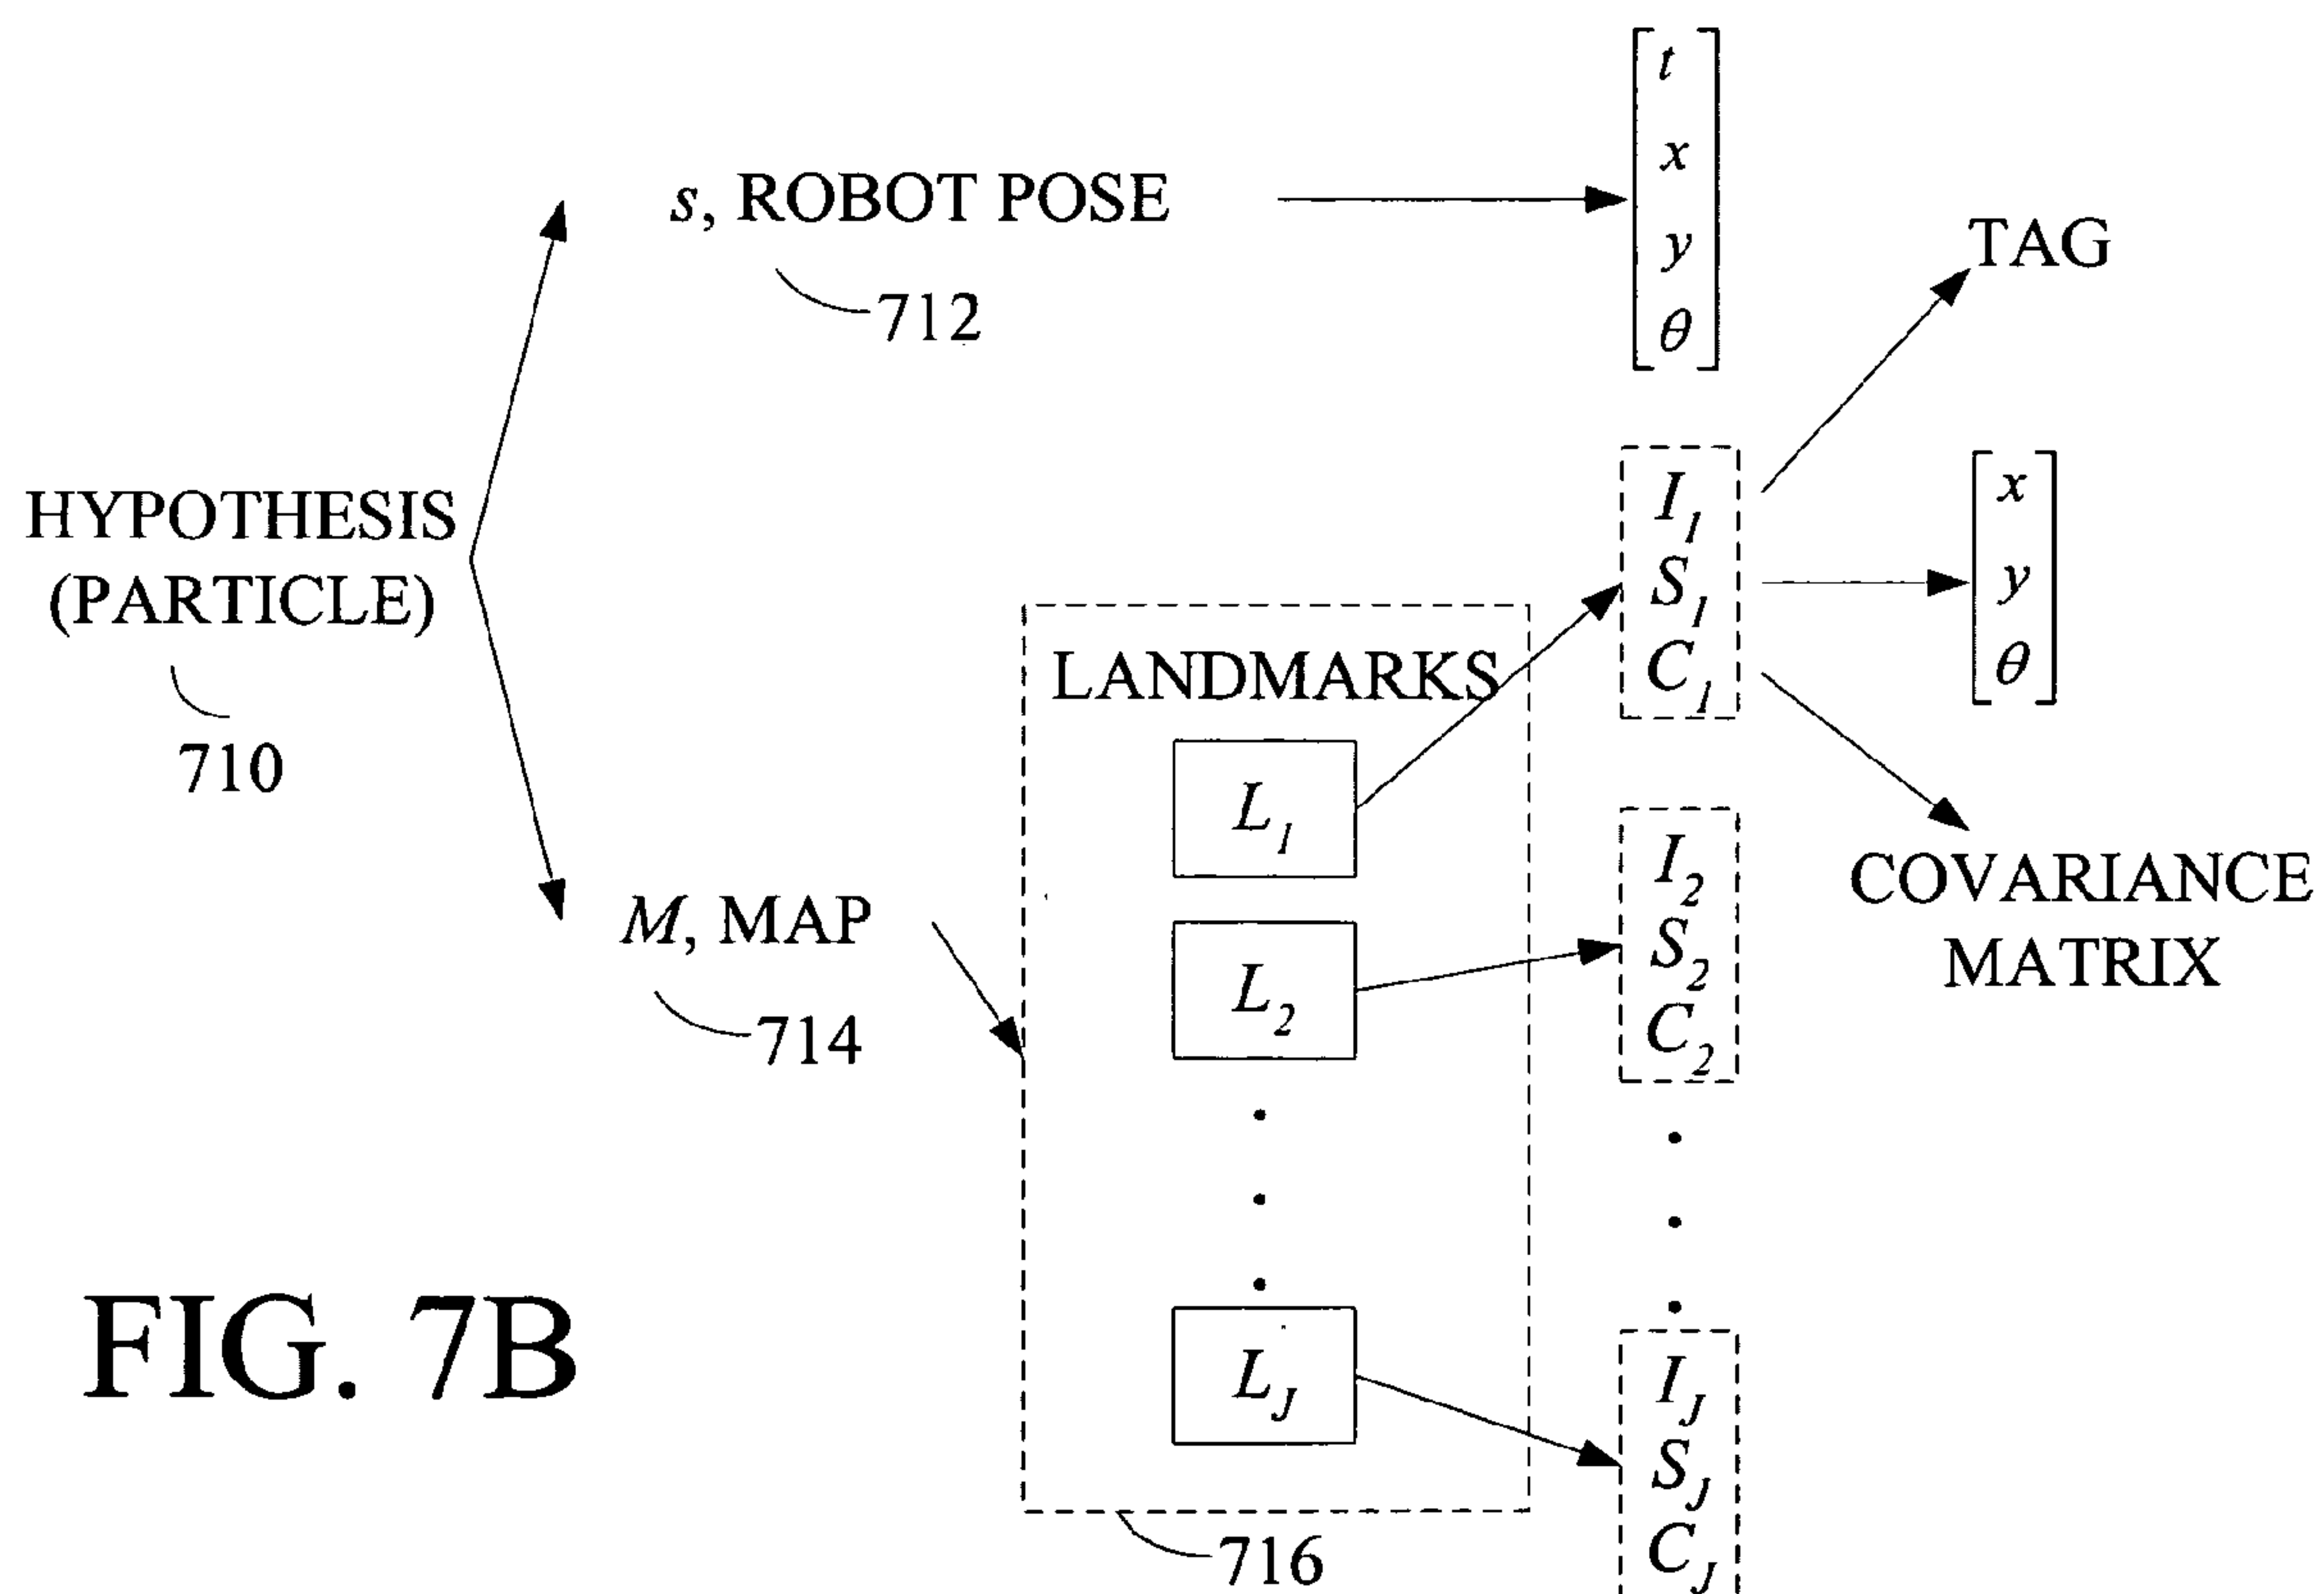 HYPOTHESIS
(PARTICLE)
710
s, ROBOT POSE
712
t
x
y
θ
M, MAP
714
LANDMARKS
L1
L2
LJ
716
I1
S1
C1
I2
S2
C2
IJ
SJ
CJ
TAG
x
y
θ
COVARIANCE
MATRIX
FIG. 7B